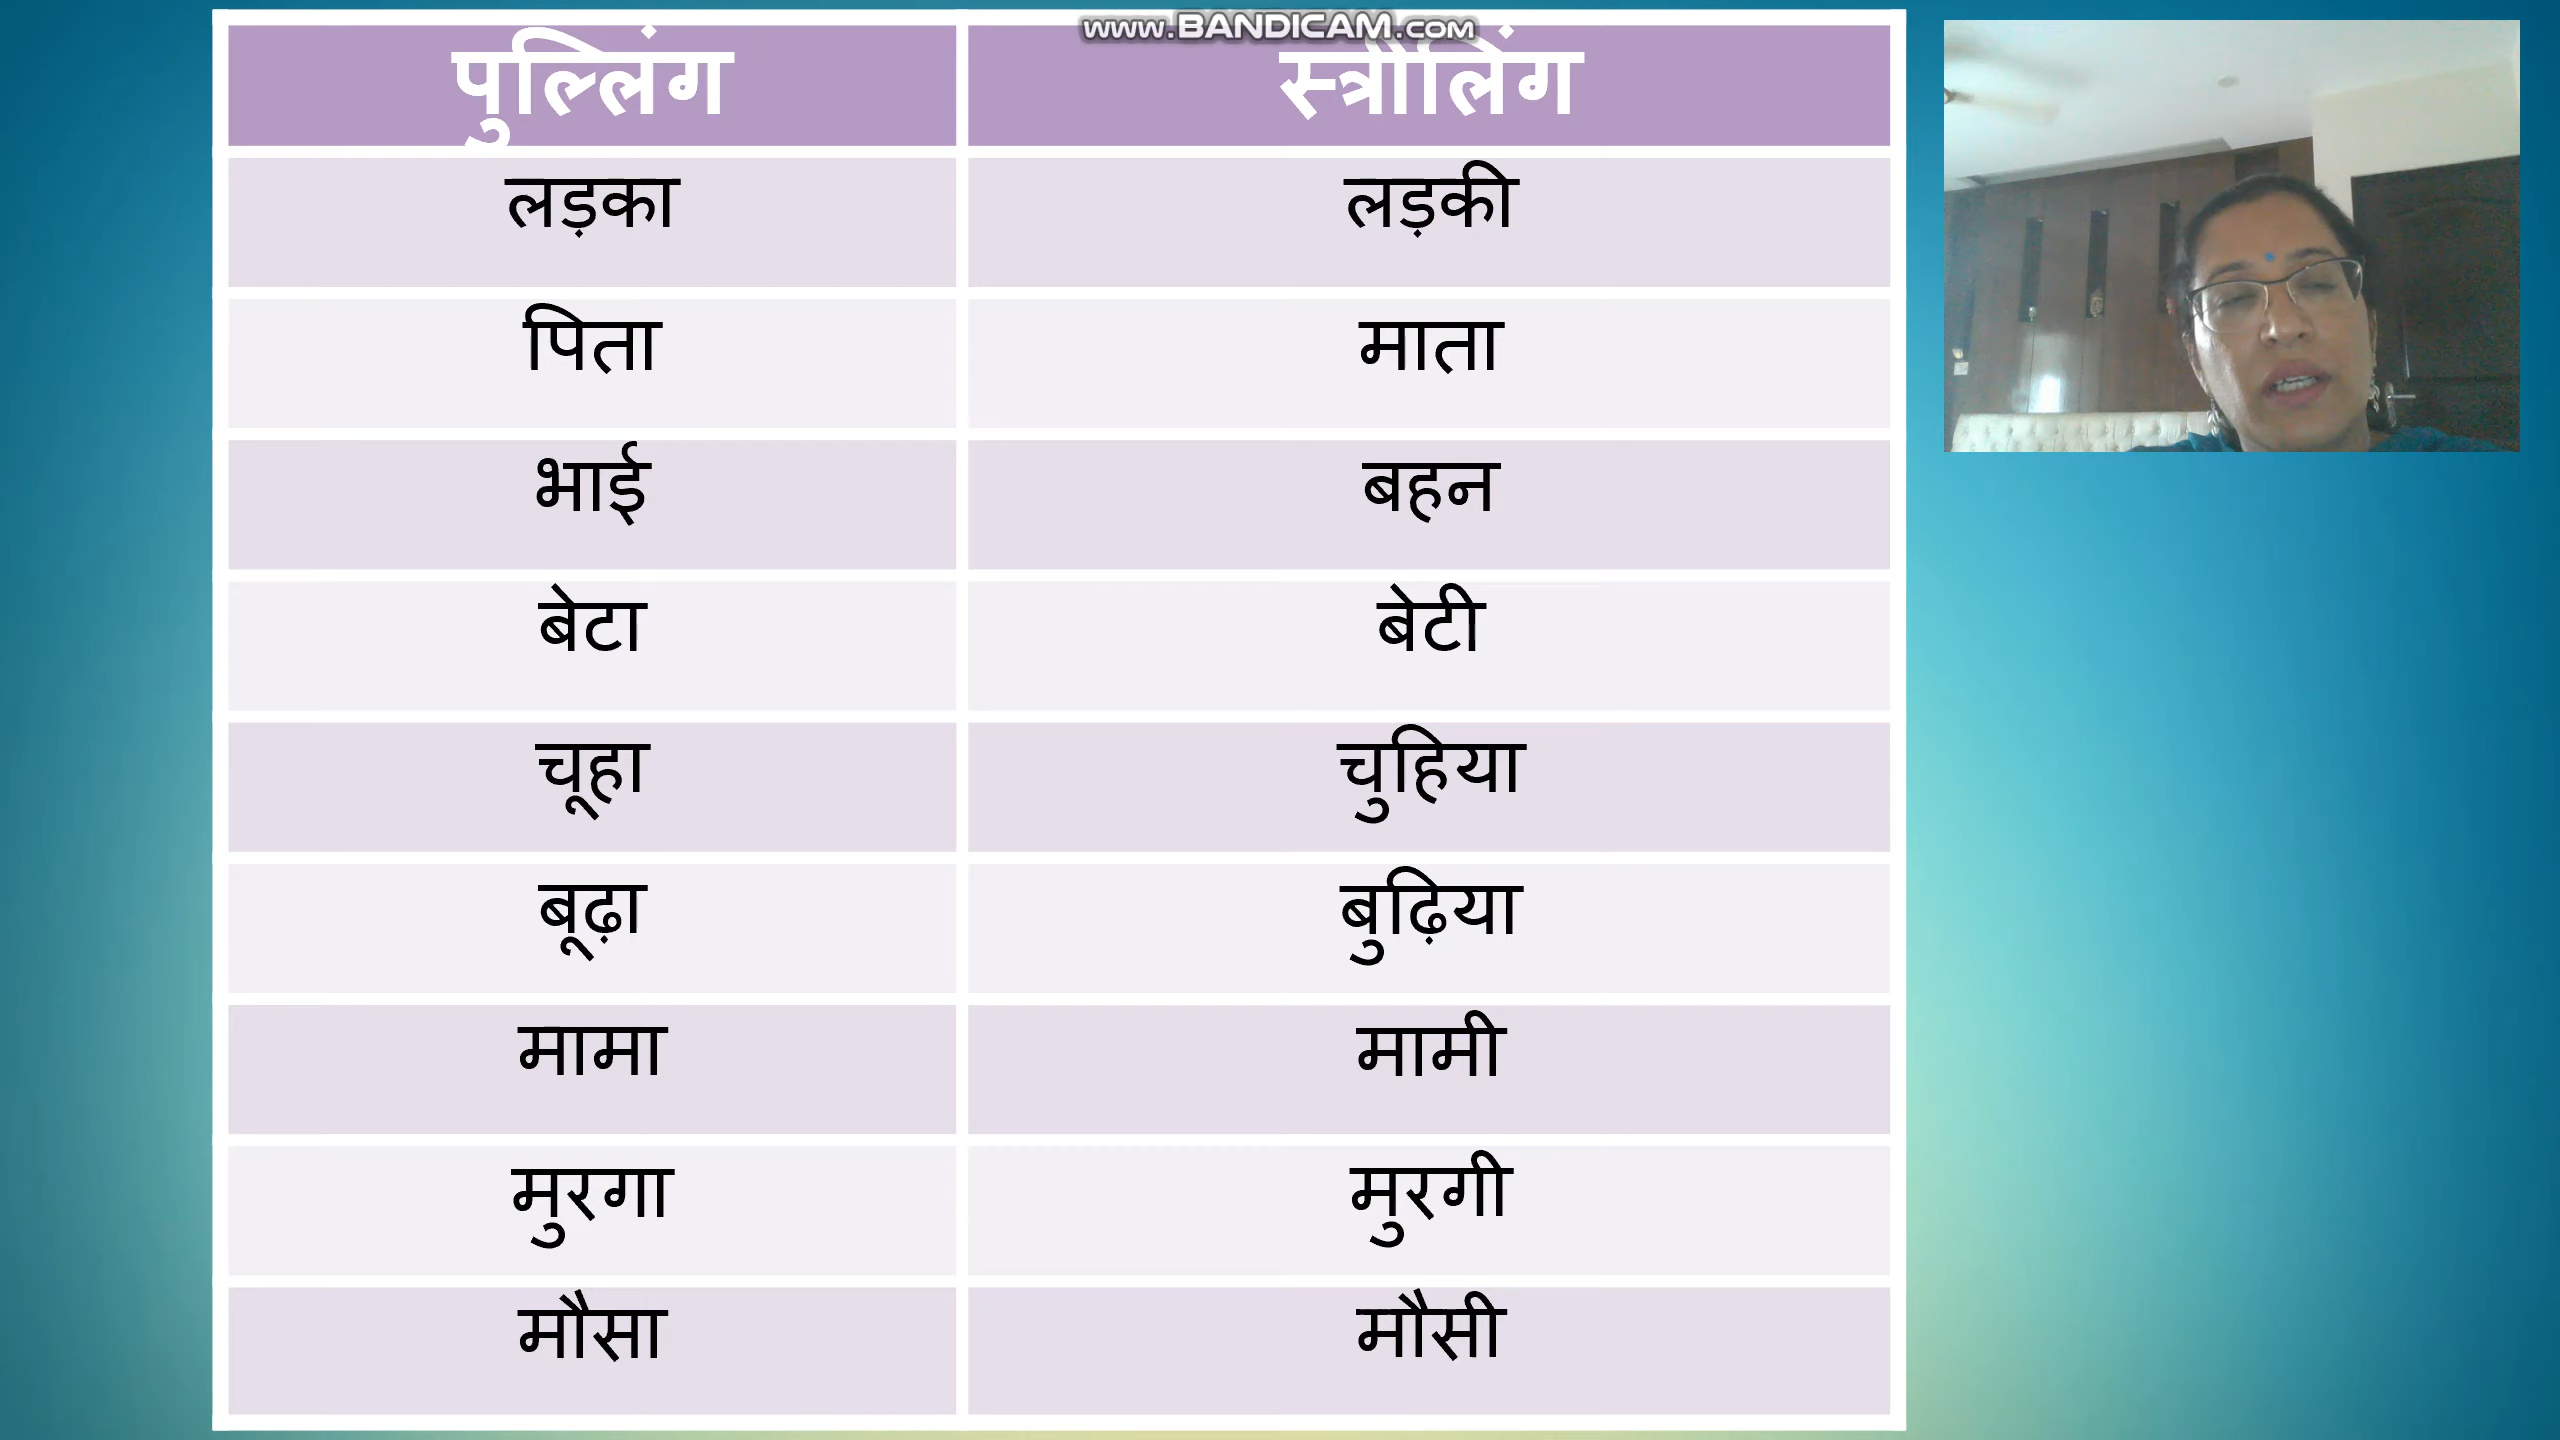 www.BANDICAM.com
पुल्लिंग स्त्रीलिंग
लड़का लड़की
पिता माता
भाई बहन
बेटा बेटी
चूहा चुहिया
बूढ़ा बुढ़िया
मामा मामी
मुरगा मुरगी
मौसा मौसी